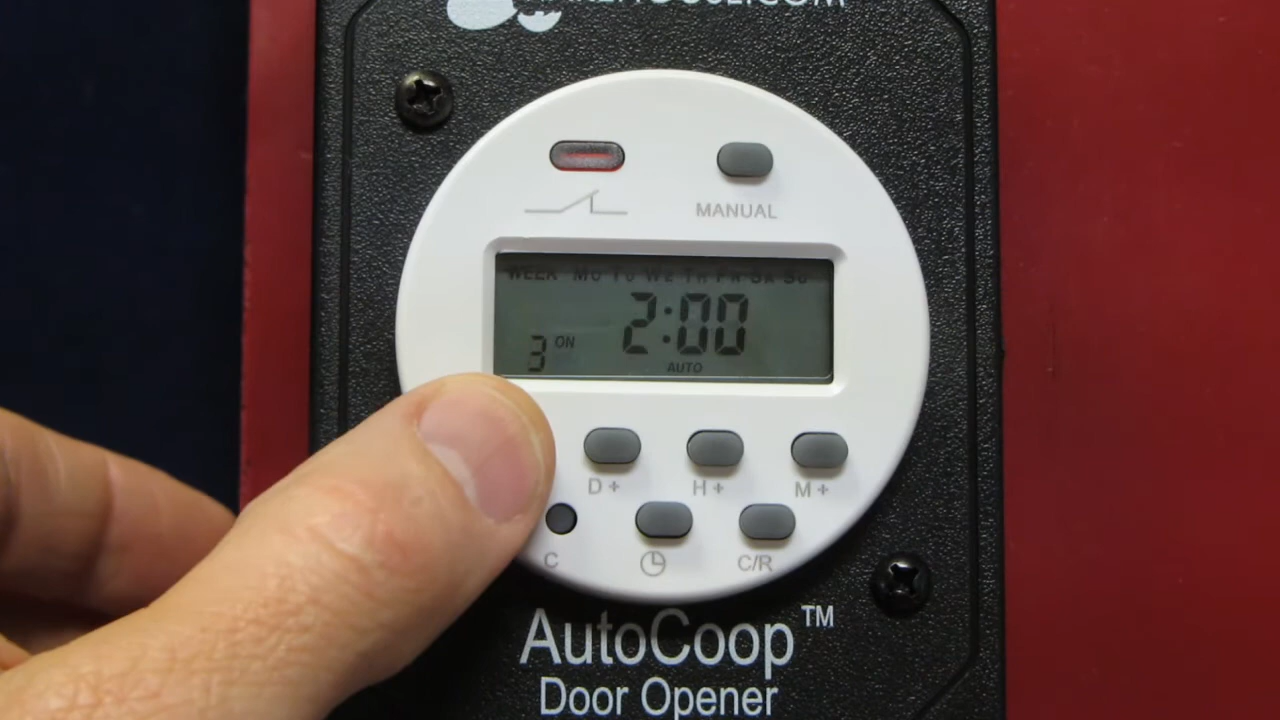 MANUAL
WEEK Mo Tu We Th Fr Sa Su
2:00
3 ON
AUTO
D + H + M +
C C/R
AutoCoop™
Door Opener